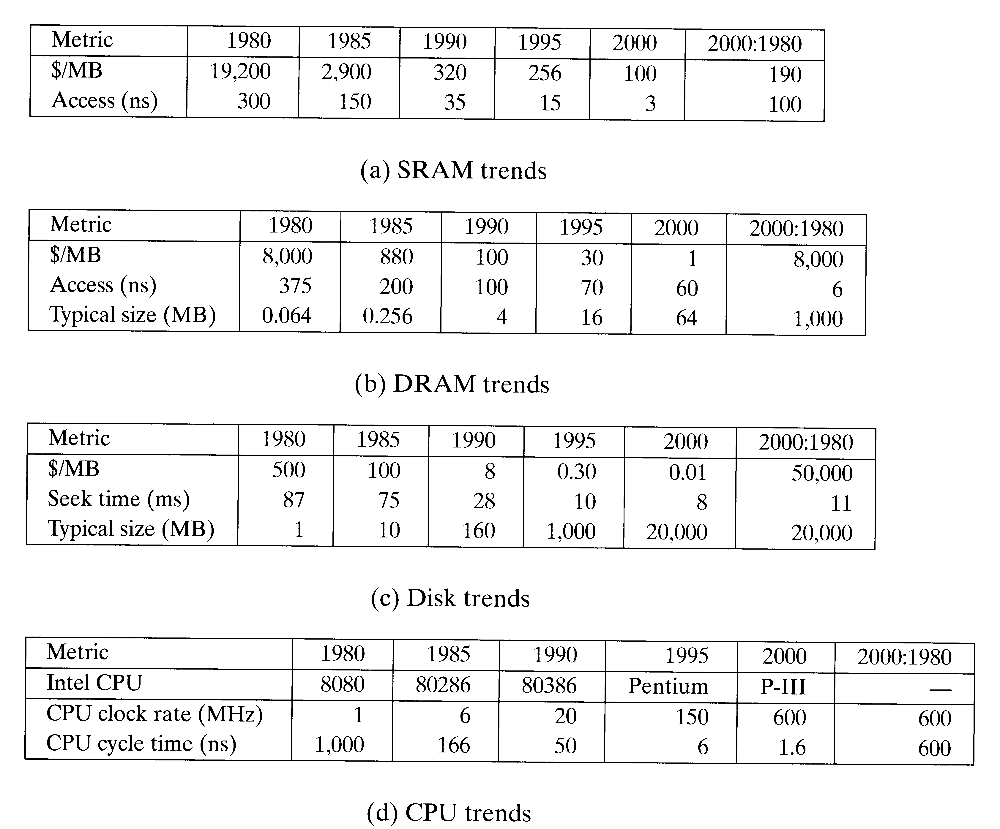 Metric 1980 1985 1990 1995 2000 2000:1980
$/MB 19,200 2,900 320 256 100 190
Access (ns) 300 150 35 15 3 100
(a) SRAM trends
Metric 1980 1985 1990 1995 2000 2000:1980
$/MB 8,000 880 100 30 1 8,000
Access (ns) 375 200 100 70 60 6
Typical size (MB) 0.064 0.256 4 16 64 1,000
(b) DRAM trends
Metric 1980 1985 1990 1995 2000 2000:1980
$/MB 500 100 8 0.30 0.01 50,000
Seek time (ms) 87 75 28 10 8 11
Typical size (MB) 1 10 160 1,000 20,000 20,000
(c) Disk trends
Metric 1980 1985 1990 1995 2000 2000:1980
Intel CPU 8080 80286 80386 Pentium P-III —
CPU clock rate (MHz) 1 6 20 150 600 600
CPU cycle time (ns) 1,000 166 50 6 1.6 600
(d) CPU trends